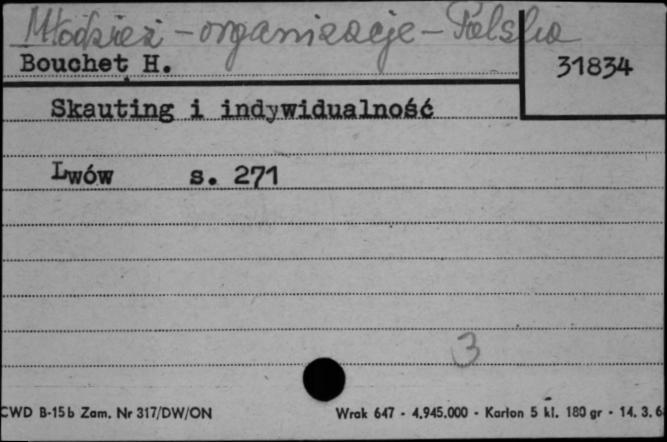 Młodzież - organizacje - Polska
Bouchet H.
31834
Skauting i indywidualność
Lwów s. 271
3
CWD B-15b Zam. Nr 317/DW/ON Wrak 647 - 4.945.000 - Karton 5 kl. 180 gr - 14. 3. 6